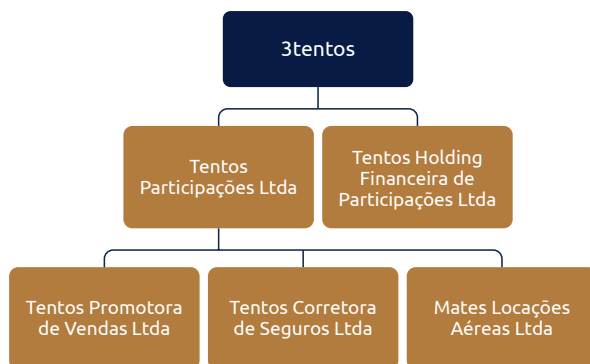 3tentos
Tentos
Participações Ltda
Tentos Holding
Financeira de
Participações Ltda
Tentos Promotora
de Vendas Ltda
Tentos Corretora
de Seguros Ltda
Mates Locações
Aéreas Ltda